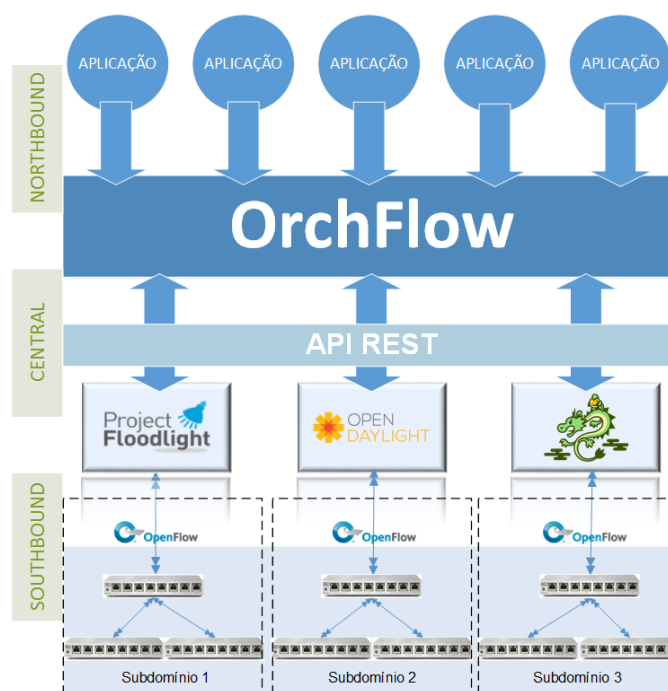 APLICAÇÃO APLICAÇÃO APLICAÇÃO APLICAÇÃO APLICAÇÃO
NORTHBOUND
OrchFlow
CENTRAL
API REST
Project Floodlight
OPEN DAYLIGHT
SOUTHBOUND
OpenFlow OpenFlow OpenFlow
Subdomínio 1 Subdomínio 2 Subdomínio 3